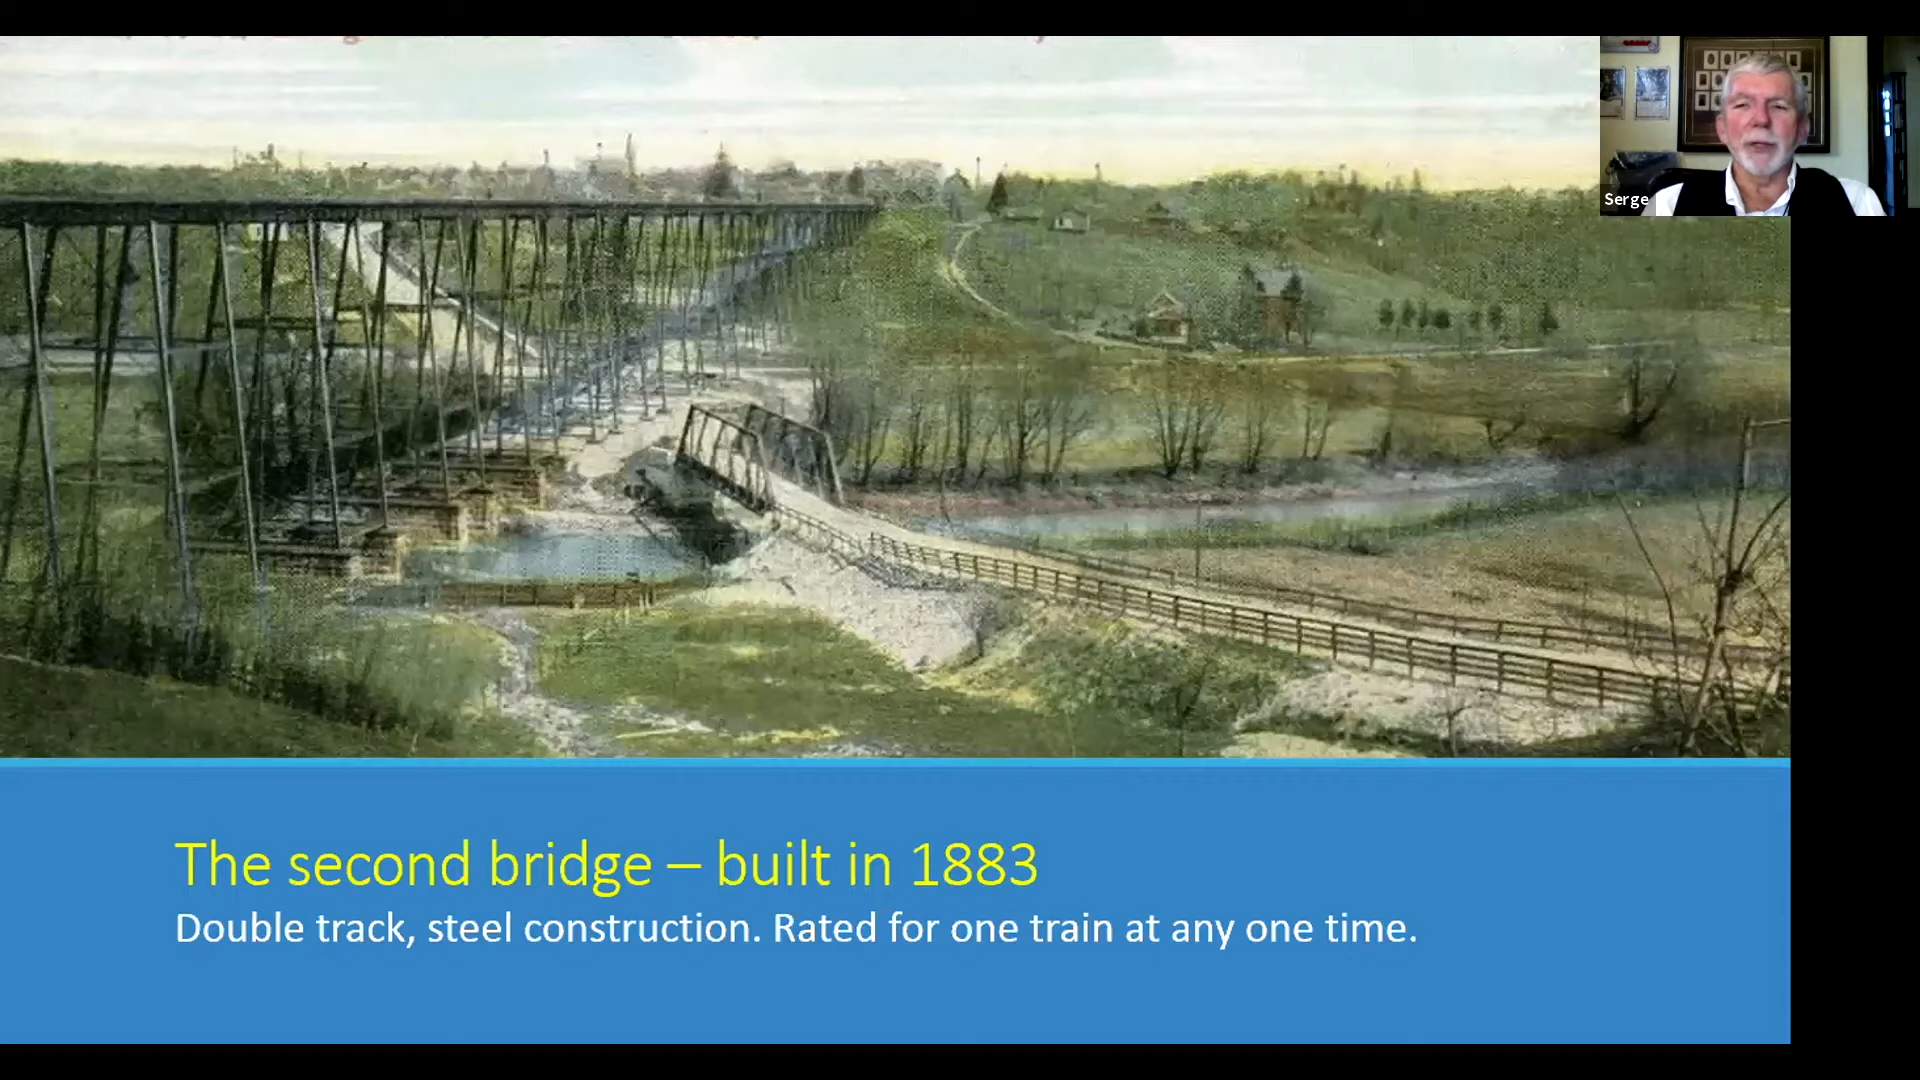 Serge
The second bridge – built in 1883
Double track, steel construction. Rated for one train at any one time.